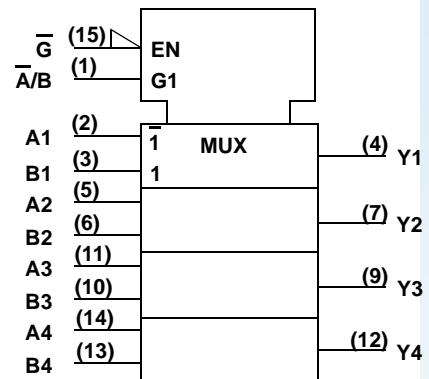 G̅ (15) EN
A̅/B (1) G1
A1 (2) 1̅ MUX
(4) Y1
B1 (3) 1
A2 (5)
(7) Y2
B2 (6)
A3 (11)
(9) Y3
B3 (10)
A4 (14)
(12) Y4
B4 (13)